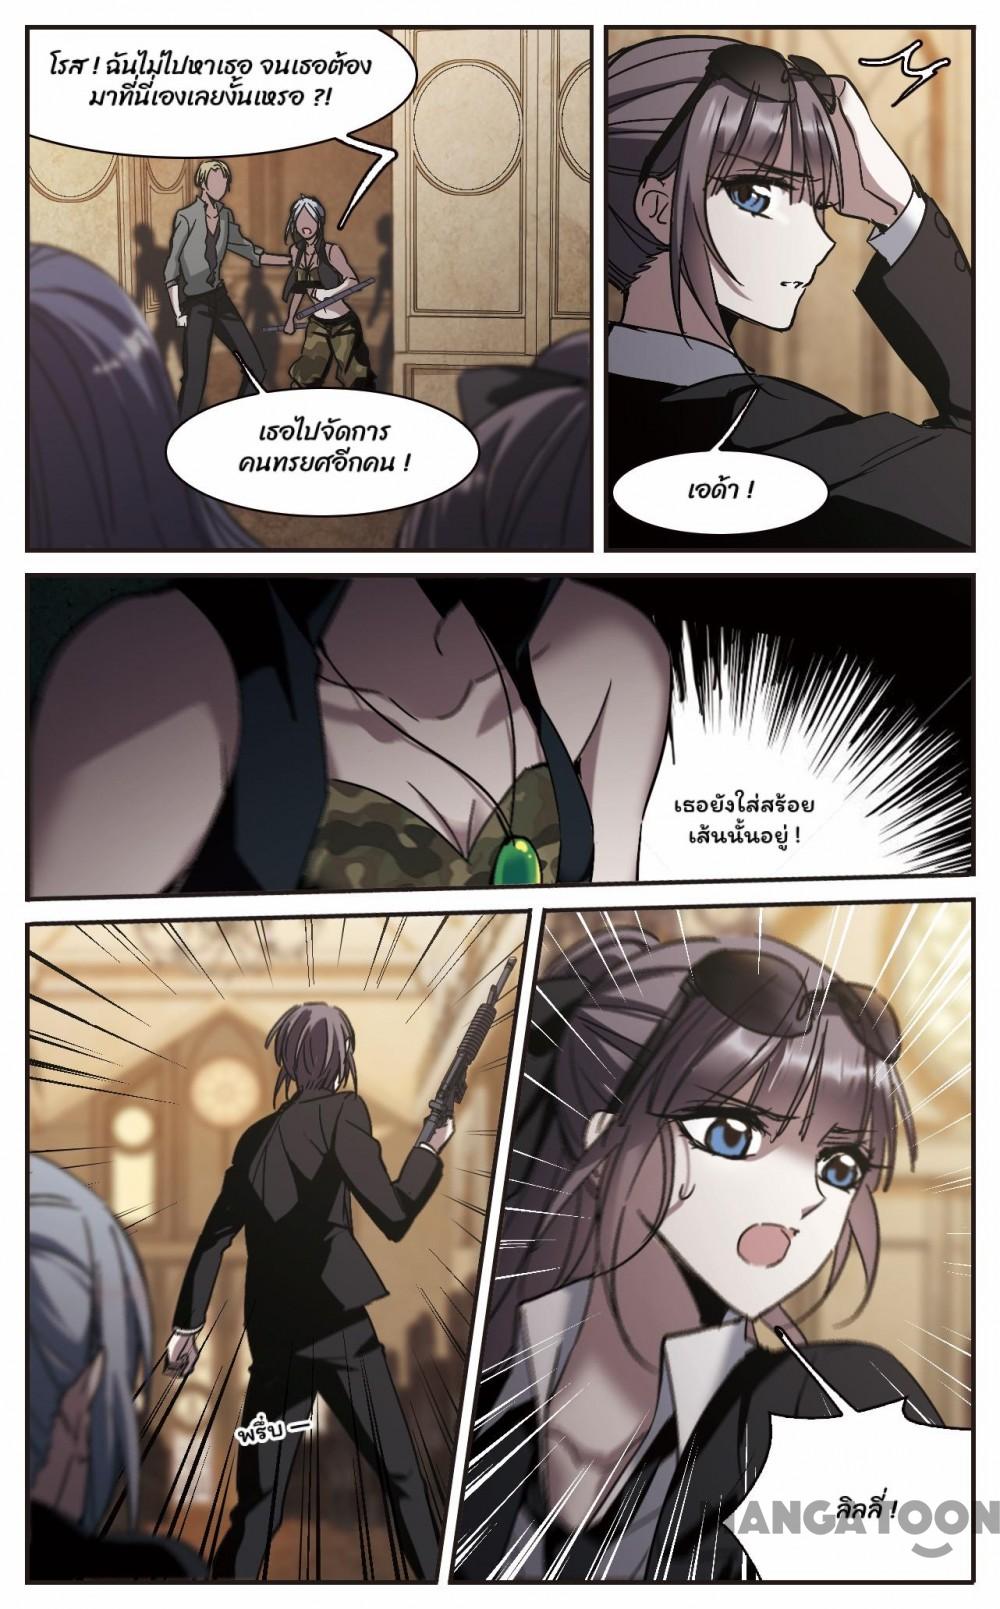 โรส ! ฉันไม่ไปหาเธอ จนเธอต้อง
มาที่นี่เองเลยงั้นเหรอ ?!
เธอไปจัดการ
คนทรยศอีกคน !
เอด้า !
เธอยังใส่สร้อย
เส้นนั้นอยู่ !
พรึ่บ —
ลิลลี่ !
MANGATOON